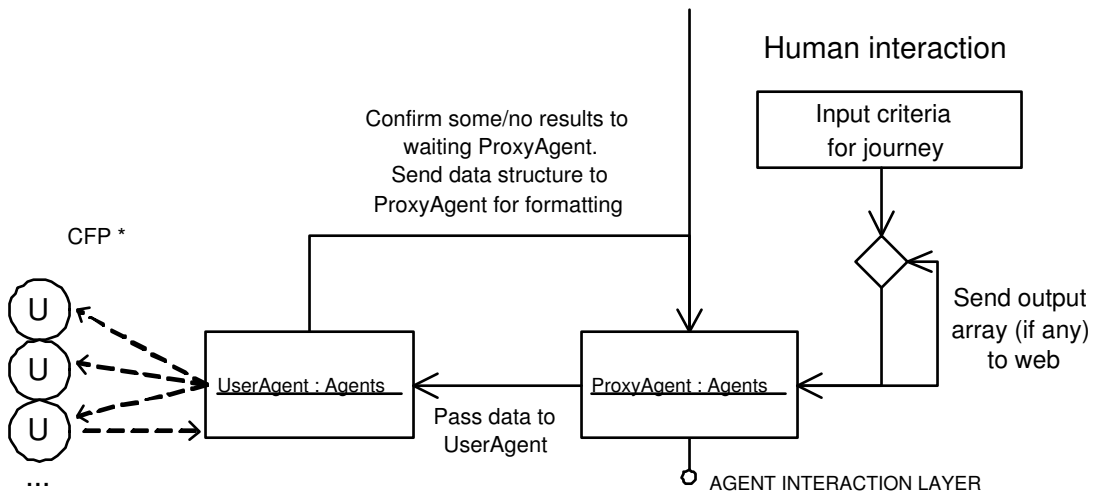 Human interaction
Input criteria
for journey
Confirm some/no results to
waiting ProxyAgent.
Send data structure to
ProxyAgent for formatting
CFP *
U
U
U
...
UserAgent : Agents
Pass data to
UserAgent
ProxyAgent : Agents
Send output
array (if any)
to web
AGENT INTERACTION LAYER